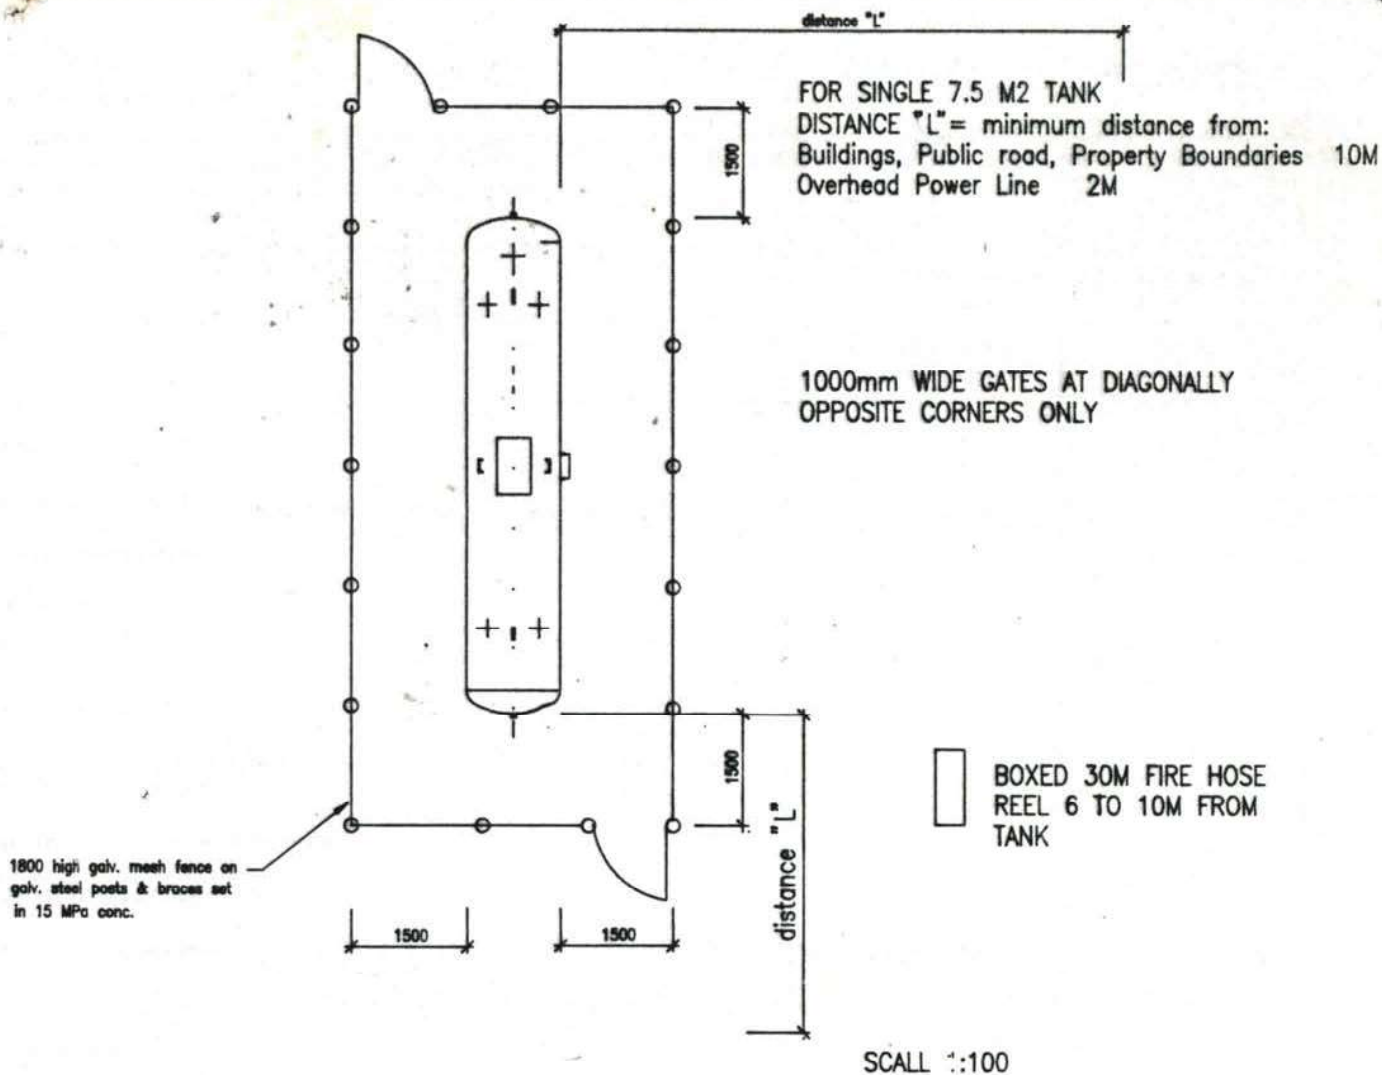 distance "L"
FOR SINGLE 7.5 M2 TANK
DISTANCE "L"= minimum distance from:
Buildings, Public road, Property Boundaries 10M
Overhead Power Line 2M
1500
1000mm WIDE GATES AT DIAGONALLY
OPPOSITE CORNERS ONLY
1500
distance "L"
BOXED 30M FIRE HOSE
REEL 6 TO 10M FROM
TANK
1800 high galv. mesh fence on
galv. steel posts & braces set
in 15 MPa conc.
1500
1500
SCALL 1:100